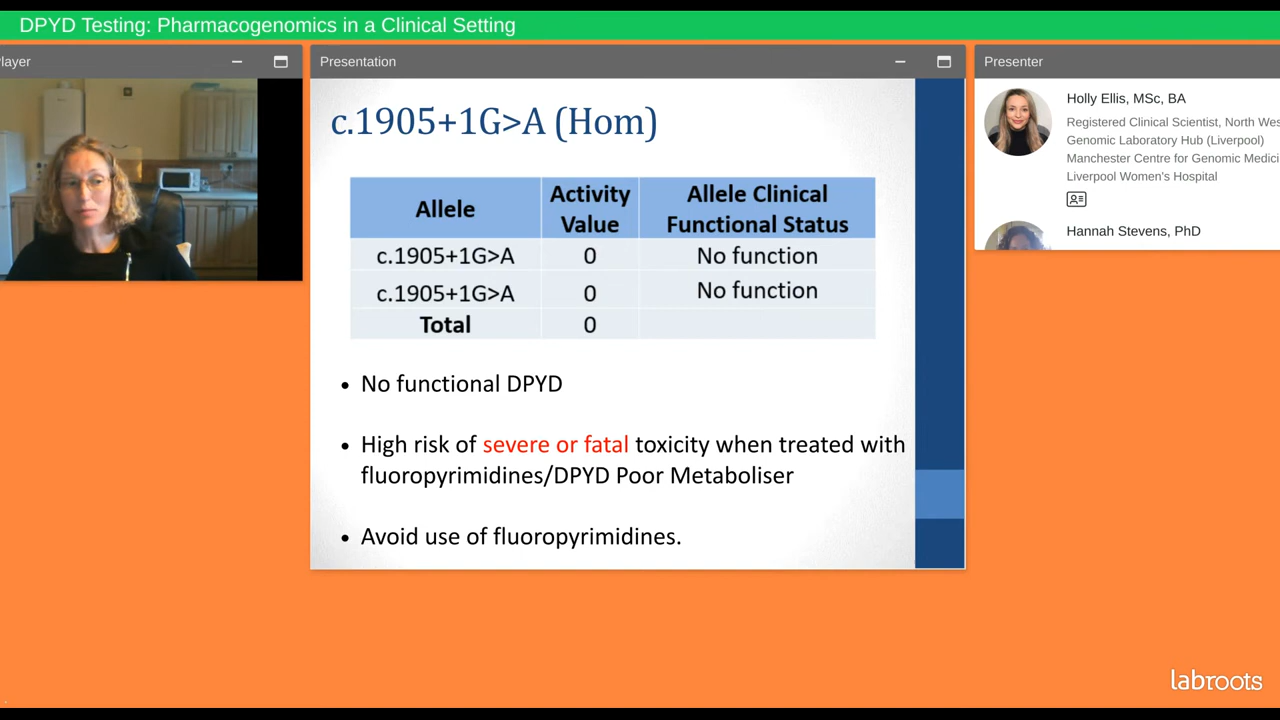 DPYD Testing: Pharmacogenomics in a Clinical Setting
layer
Presentation
Presenter
c.1905+1G>A (Hom)
Allele
Activity Value
Allele Clinical Functional Status
c.1905+1G>A 0 No function
c.1905+1G>A 0 No function
Total 0
• No functional DPYD
• High risk of severe or fatal toxicity when treated with
fluoropyrimidines/DPYD Poor Metaboliser
• Avoid use of fluoropyrimidines.
Holly Ellis, MSc, BA
Registered Clinical Scientist, North Wes
Genomic Laboratory Hub (Liverpool)
Manchester Centre for Genomic Medici
Liverpool Women's Hospital
Hannah Stevens, PhD
labroots